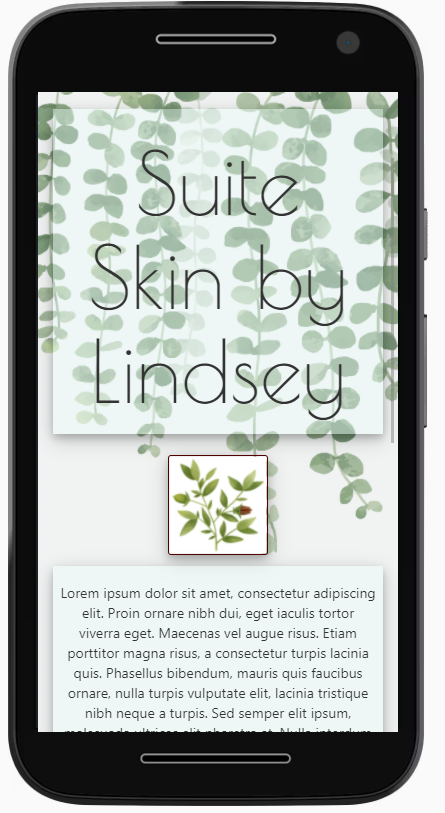 Suite
Skin by
Lindsey
Lorem ipsum dolor sit amet, consectetur adipiscing
elit. Proin ornare nibh dui, eget iaculis tortor
viverra eget. Maecenas vel augue risus. Etiam
porttitor magna risus, a consectetur turpis lacinia
quis. Phasellus bibendum, mauris quis faucibus
ornare, nulla turpis vulputate elit, lacinia tristique
nibh neque a turpis. Sed semper elit ipsum,